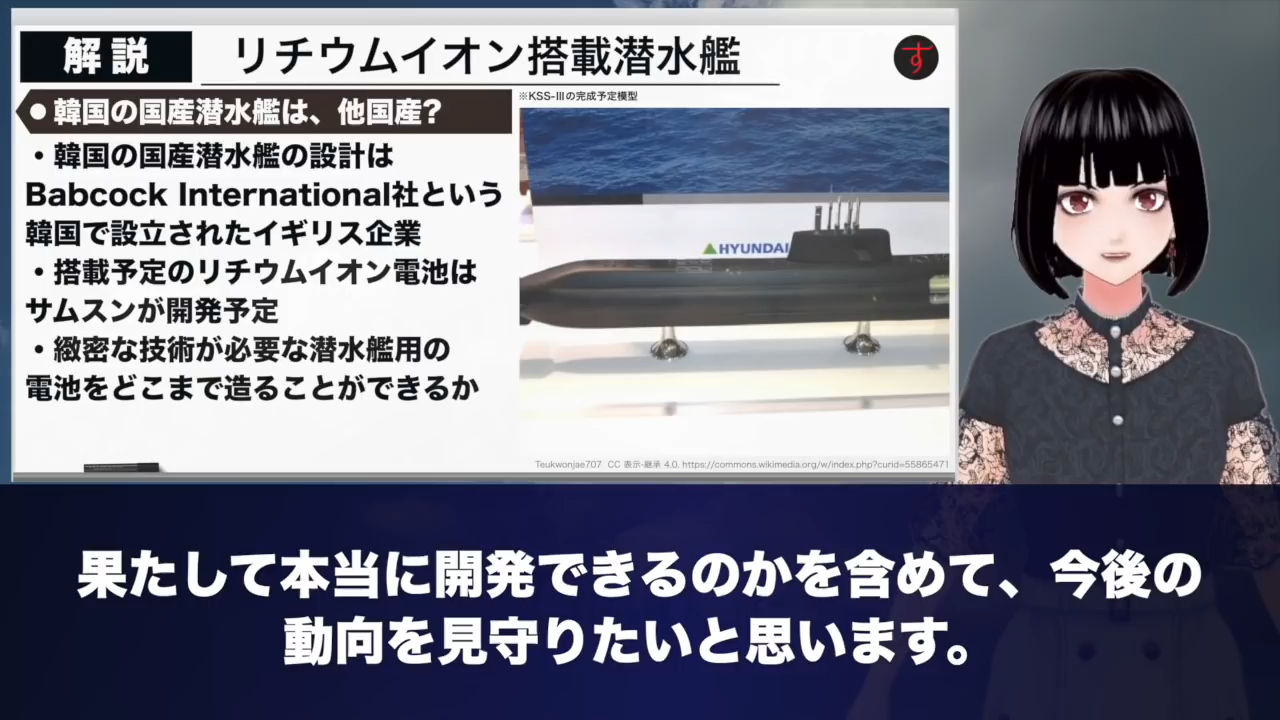 解説
リチウムイオン搭載潜水艦
す
●韓国の国産潜水艦は、他国産?
※KSS-IIIの完成予定模型
・韓国の国産潜水艦の設計は
Babcock International社という
韓国で設立されたイギリス企業
・搭載予定のリチウムイオン電池は
サムスンが開発予定
・緻密な技術が必要な潜水艦用の
電池をどこまで造ることができるか
HYUNDAI
Teukwonjae707 CC 表示-継承 4.0, https://commons.wikimedia.org/w/index.php?curid=55865471
果たして本当に開発できるのかを含めて、今後の
動向を見守りたいと思います。